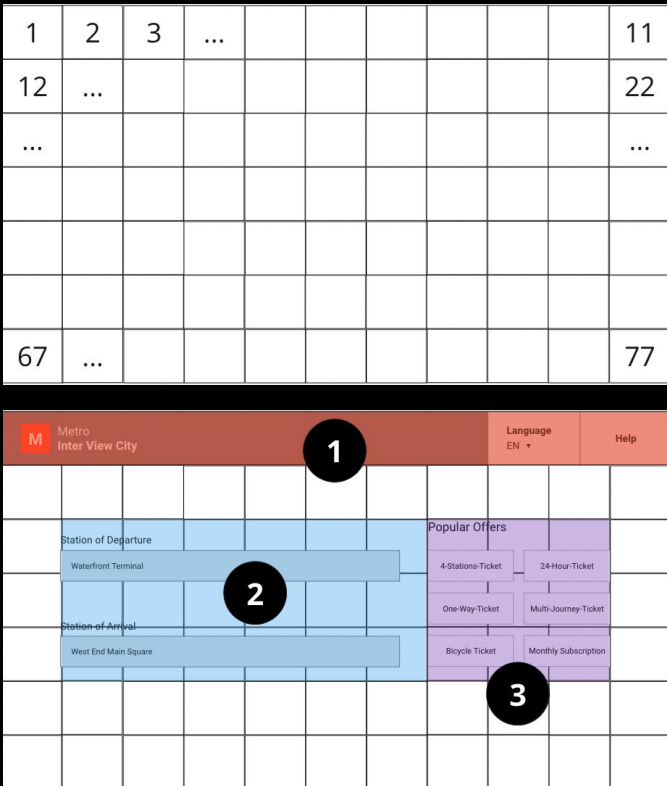 1 2 3 ... 11
12 ... 22
... ...
67 ... 77
M
Metro
Inter View City
1
Language
EN
Help
Station of Departure
Waterfront Terminal
2
Station of Arrival
West End Main Square
Popular Offers
4-Stations-Ticket 24-Hour-Ticket
One-Way-Ticket Multi-Journey-Ticket
Bicycle Ticket Monthly Subscription
3